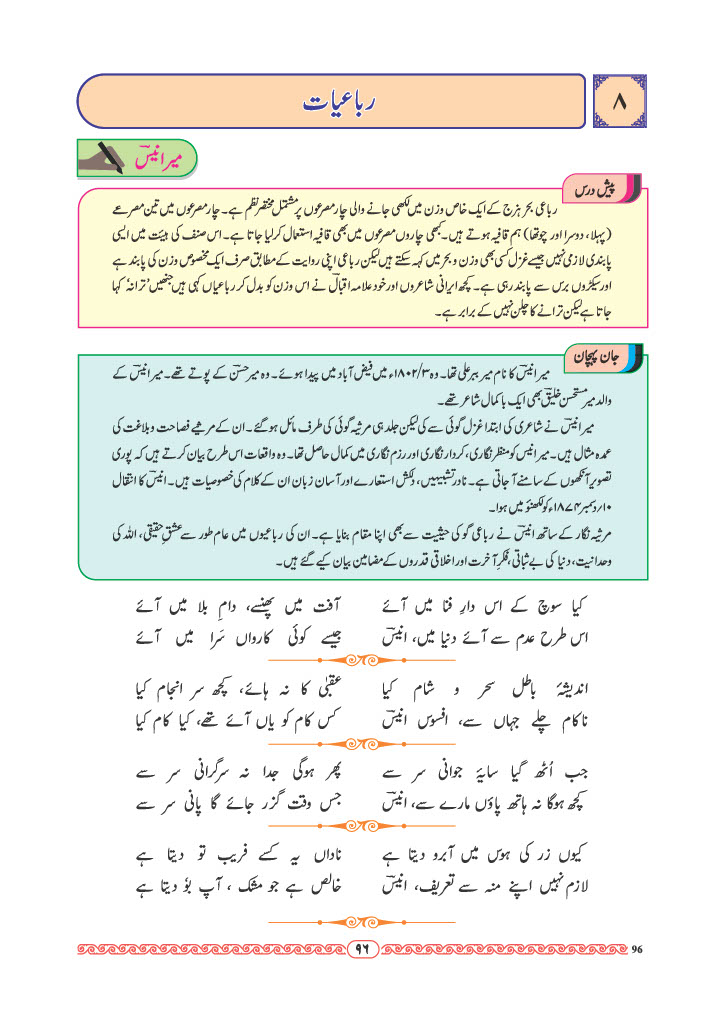 ۸
رباعیات
میر انیسؔ
پیش درس
رباعی بحر ہزج کے ایک خاص وزن میں لکھی جانے والی چار مصرعوں پر مشتمل مختصر نظم ہے۔ چار مصرعوں میں تین مصرعے
(پہلا، دوسرا اور چوتھا) ہم قافیہ ہوتے ہیں۔ کبھی چاروں مصرعوں میں بھی قافیہ استعمال کرلیا جاتا ہے۔ اس صنف کی ہیئت میں ایسی
پابندی لازمی نہیں جیسے غزل کسی بھی وزن و بحر میں کہہ سکتے ہیں لیکن رباعی اپنی روایت کے مطابق صرف ایک مخصوص وزن کی پابند ہے
اور سیکڑوں برس سے پابند رہی ہے۔ کچھ ایرانی شاعروں اور خود علامہ اقبالؔ نے اس وزن کو بدل کر رباعیاں کہی ہیں جنھیں ’ترانہ‘ کہا
جاتا ہے لیکن ترانے کا چلن نہیں کے برابر ہے۔
جان پہچان
میر انیسؔ کا نام میر ببر علی تھا۔ وہ ۱۸۰۲/۳ء میں فیض آباد میں پیدا ہوئے۔ وہ میر حسنؔ کے پوتے تھے۔ میر انیسؔ کے
والد میر مستحسن خلیقؔ بھی ایک با کمال شاعر تھے۔
میر انیسؔ نے شاعری کی ابتدا غزل گوئی سے کی لیکن جلد ہی مرثیہ گوئی کی طرف مائل ہوگئے۔ ان کے مرثیے فصاحت و بلاغت کی
عمدہ مثال ہیں۔ میر انیس کو منظر نگاری، کردار نگاری اور رزم نگاری میں کمال حاصل تھا۔ وہ واقعات اس طرح بیان کرتے ہیں کہ پوری
تصویر آنکھوں کے سامنے آ جاتی ہے۔ نادر تشبیہیں، دلکش استعارے اور آسان زبان ان کے کلام کی خصوصیات ہیں۔ انیسؔ کا انتقال
۱۰؍دسمبر ۱۸۷۴ء کو لکھنؤ میں ہوا۔
مرثیہ نگار کے ساتھ انیسؔ نے رباعی گو کی حیثیت سے بھی اپنا مقام بنایا ہے۔ ان کی رباعیوں میں عام طور سے عشقِ حقیقی، اللہ کی
وحدانیت، دنیا کی بے ثباتی، فکرِ آخرت اور اخلاقی قدروں کے مضامین بیان کیے گئے ہیں۔
کیا سوچ کے اس دارِ فنا میں آئے آفت میں پھنسے، دامِ بلا میں آئے
اس طرح عدم سے آئے دنیا میں، انیسؔ جیسے کوئی کارواں سَرا میں آئے
اندیشۂ باطل سحر و شام کیا عقبیٰ کا نہ ہائے، کچھ سر انجام کیا
ناکام چلے جہاں سے، افسوس انیسؔ کس کام کو یاں آئے تھے، کیا کام کیا
جب اُٹھ گیا سایۂ جوانی سر سے پھر ہوگی جدا نہ سرگرانی سر سے
کچھ ہوگا نہ ہاتھ پاؤں مارے سے، انیسؔ جس وقت گزر جائے گا پانی سر سے
کیوں زر کی ہوس میں آبرو دیتا ہے ناداں یہ کسے فریب تو دیتا ہے
لازم نہیں اپنے منہ سے تعریف، انیسؔ خالص ہے جو مشک ، آپ بوٗ دیتا ہے
۹۶
96